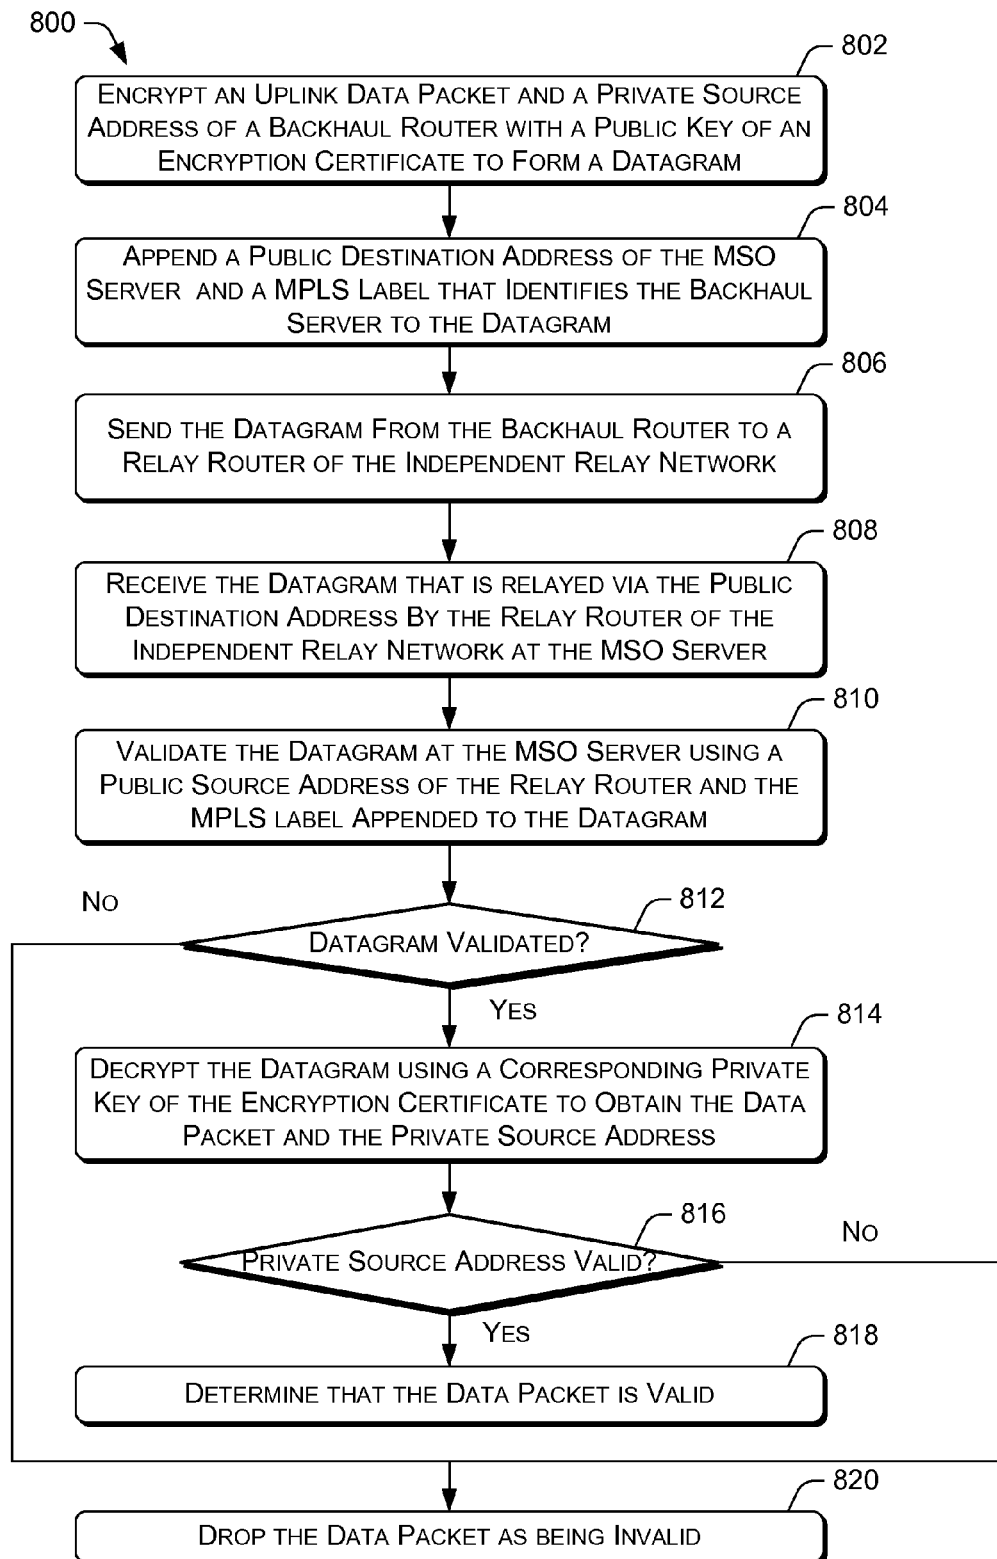 800
802
ENCRYPT AN UPLINK DATA PACKET AND A PRIVATE SOURCE
ADDRESS OF A BACKHAUL ROUTER WITH A PUBLIC KEY OF AN
ENCRYPTION CERTIFICATE TO FORM A DATAGRAM
804
APPEND A PUBLIC DESTINATION ADDRESS OF THE MSO
SERVER AND A MPLS LABEL THAT IDENTIFIES THE BACKHAUL
SERVER TO THE DATAGRAM
806
SEND THE DATAGRAM FROM THE BACKHAUL ROUTER TO A
RELAY ROUTER OF THE INDEPENDENT RELAY NETWORK
808
RECEIVE THE DATAGRAM THAT IS RELAYED VIA THE PUBLIC
DESTINATION ADDRESS BY THE RELAY ROUTER OF THE
INDEPENDENT RELAY NETWORK AT THE MSO SERVER
810
VALIDATE THE DATAGRAM AT THE MSO SERVER USING A
PUBLIC SOURCE ADDRESS OF THE RELAY ROUTER AND THE
MPLS LABEL APPENDED TO THE DATAGRAM
NO
812
DATAGRAM VALIDATED?
YES
814
DECRYPT THE DATAGRAM USING A CORRESPONDING PRIVATE
KEY OF THE ENCRYPTION CERTIFICATE TO OBTAIN THE DATA
PACKET AND THE PRIVATE SOURCE ADDRESS
816
NO
PRIVATE SOURCE ADDRESS VALID?
YES
818
DETERMINE THAT THE DATA PACKET IS VALID
820
DROP THE DATA PACKET AS BEING INVALID